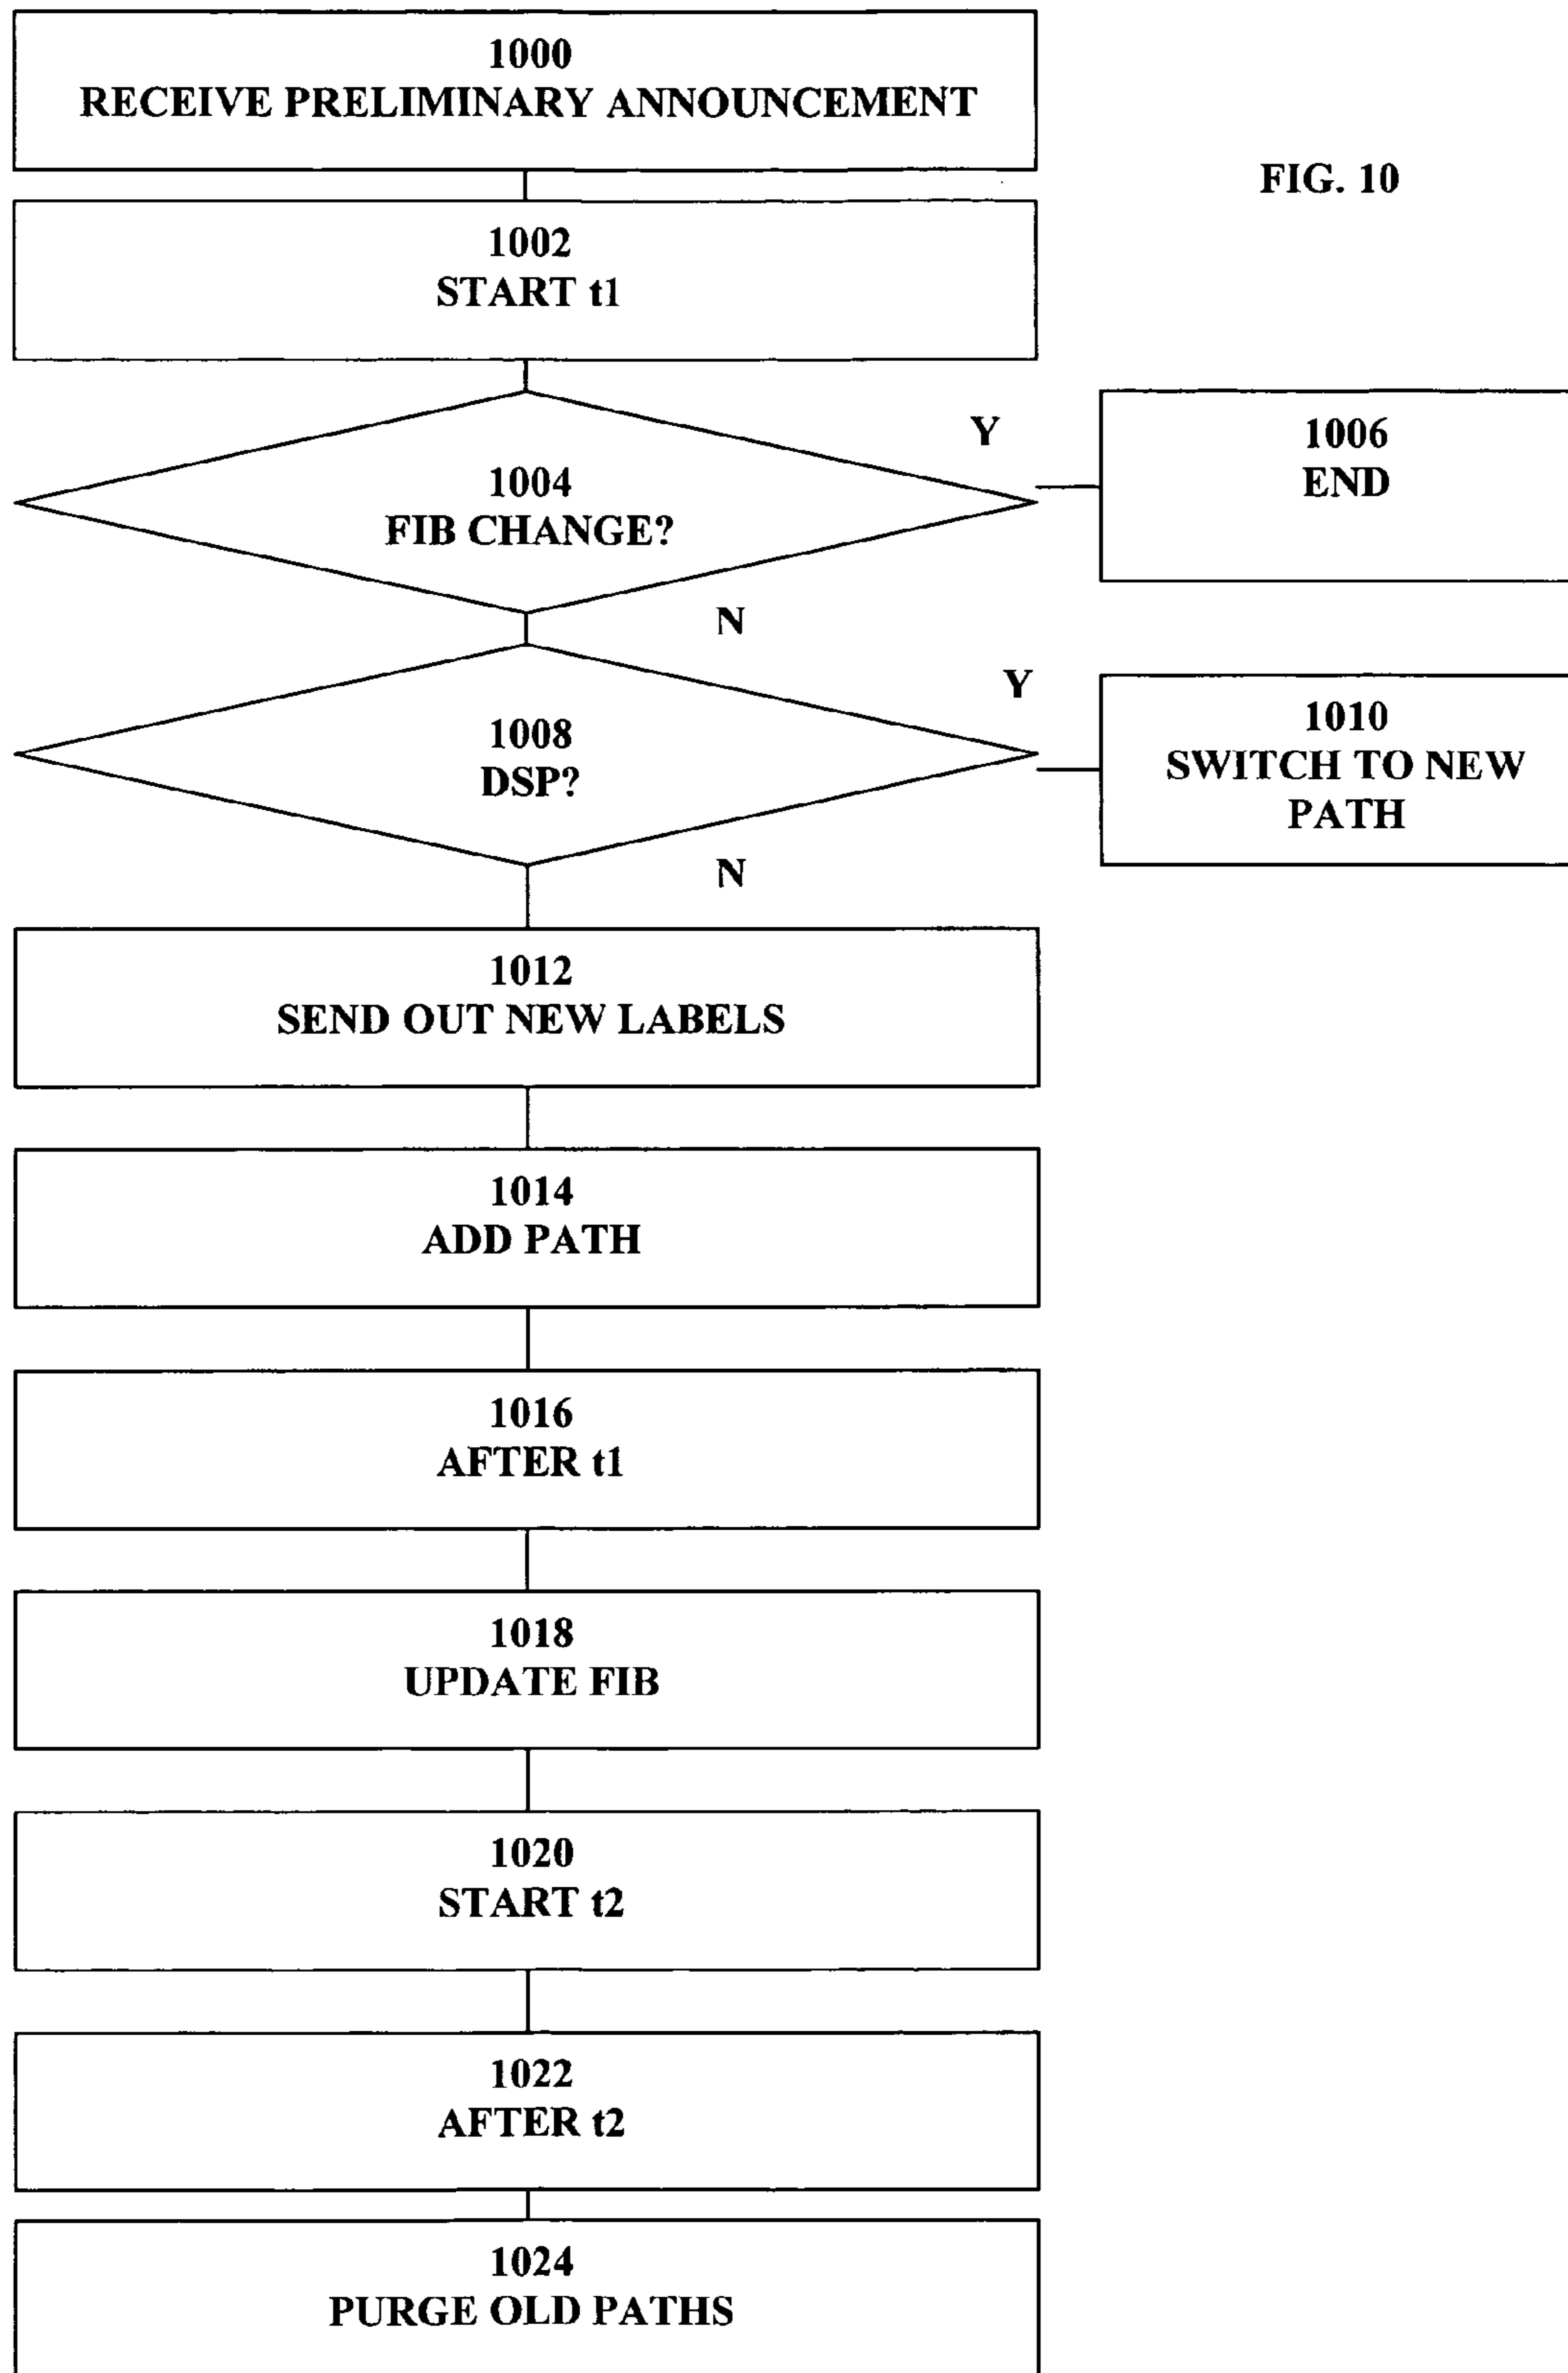 1000
RECEIVE PRELIMINARY ANNOUNCEMENT
FIG. 10
1002
START t1
1004
FIB CHANGE?
Y
1006
END
N
1008
DSP?
Y
1010
SWITCH TO NEW
PATH
N
1012
SEND OUT NEW LABELS
1014
ADD PATH
1016
AFTER t1
1018
UPDATE FIB
1020
START t2
1022
AFTER t2
1024
PURGE OLD PATHS